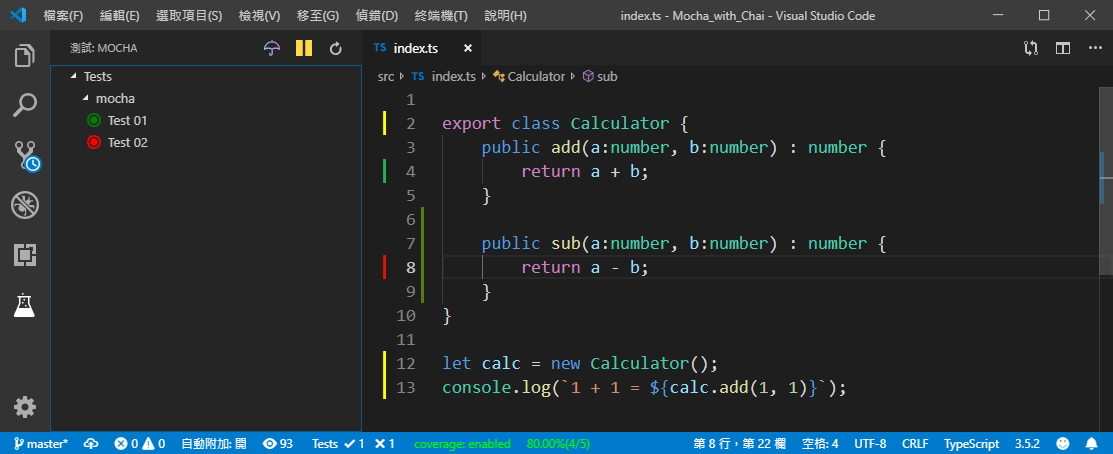 檔案(F) 編輯(E) 選取項目(S) 檢視(V) 移至(G) 偵錯(D) 終端機(T) 說明(H) index.ts - Mocha_with_Chai - Visual Studio Code
測試: MOCHA
TS index.ts
src TS index.ts Calculator sub
Tests
mocha
Test 01
Test 02
1
2 export class Calculator {
3 public add(a:number, b:number) : number {
4 return a + b;
5 }
6
7 public sub(a:number, b:number) : number {
8 return a - b;
9 }
10 }
11
12 let calc = new Calculator();
13 console.log(`1 + 1 = ${calc.add(1, 1)}`);
master* 0 0 自動附加: 開 93 Tests 1 1 coverage: enabled 80.00%(4/5) 第 8 行，第 22 欄 空格: 4 UTF-8 CRLF TypeScript 3.5.2